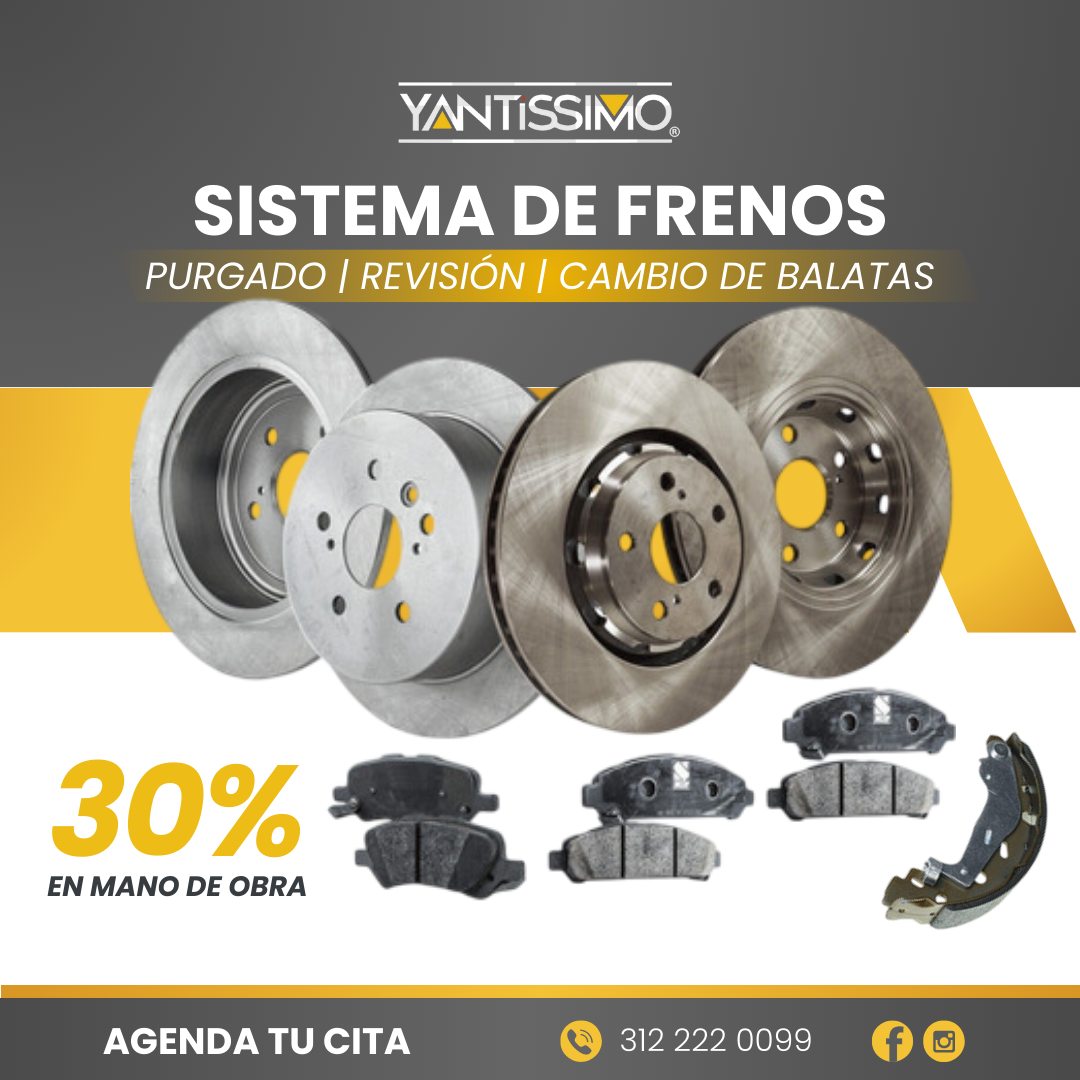 YANTiSSIMO®
SISTEMA DE FRENOS
PURGADO | REVISIÓN | CAMBIO DE BALATAS
30%
EN MANO DE OBRA
AGENDA TU CITA
312 222 0099